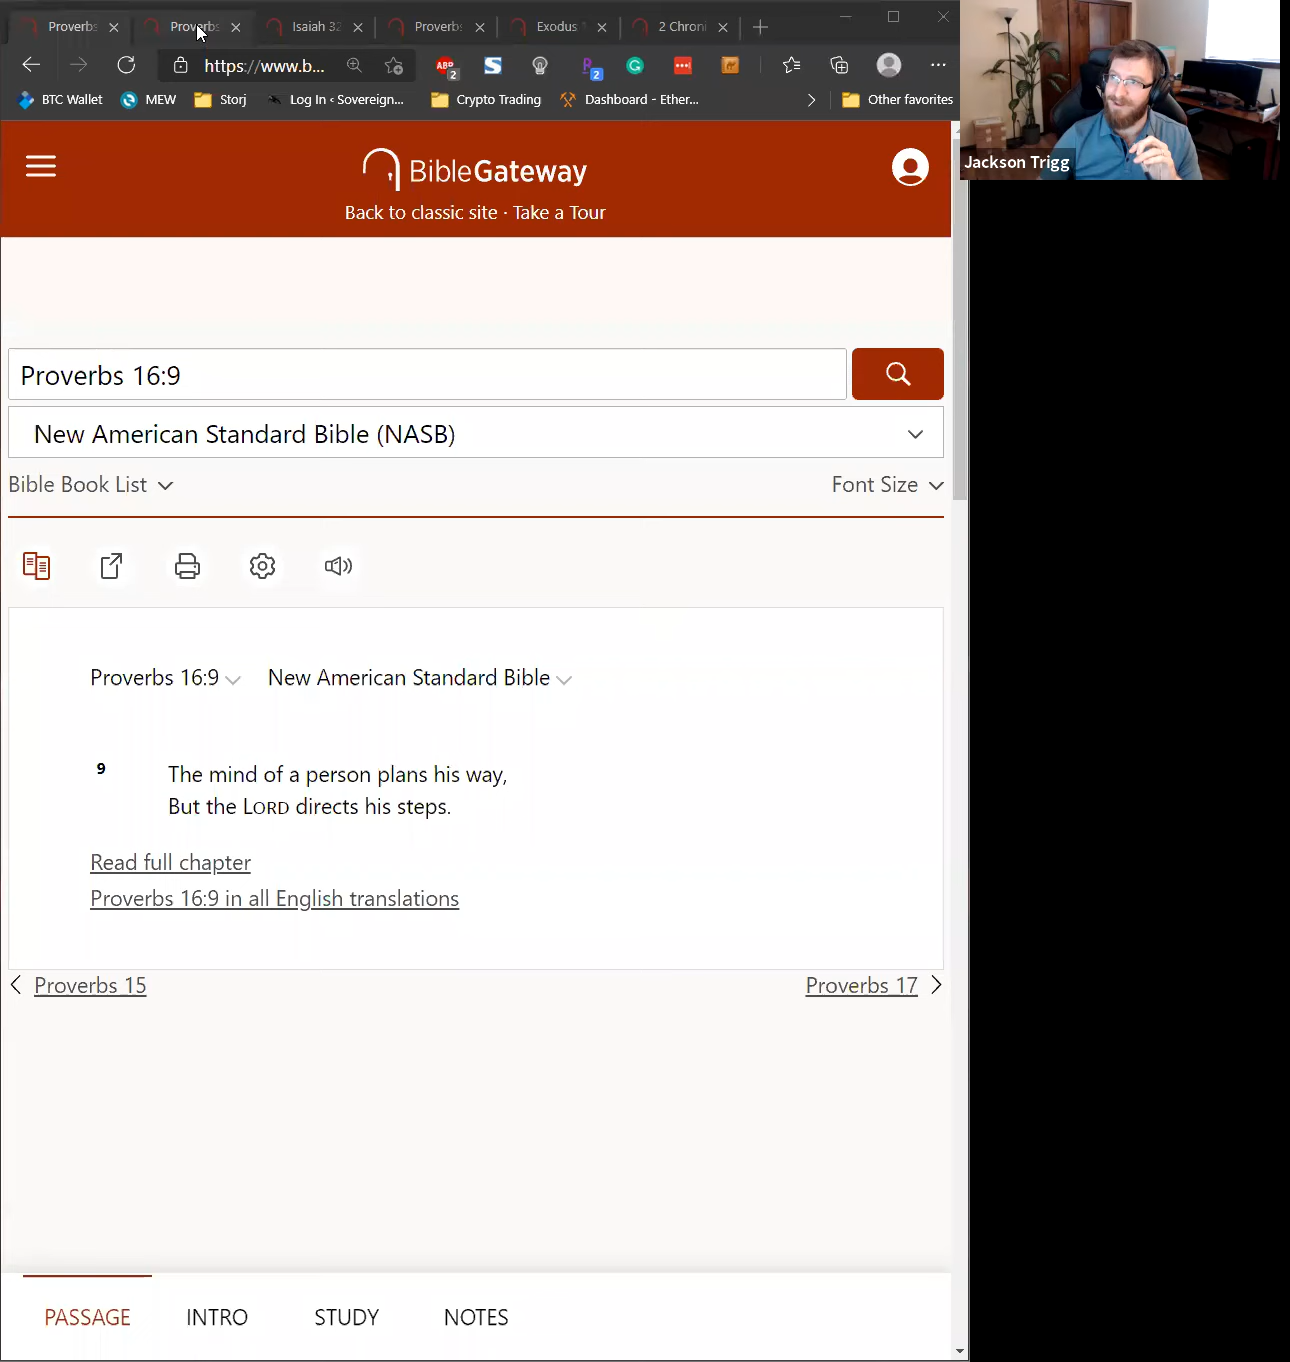 Proverbs Proverbs Isaiah 32 Proverbs Exodus 2 Chroni
https://www.b...
ABP 2 S 2 G
BTC Wallet MEW Storj Log In ‹ Sovereign... Crypto Trading Dashboard - Ether... Other favorites
Jackson Trigg
BibleGateway
Back to classic site · Take a Tour
Proverbs 16:9
New American Standard Bible (NASB)
Bible Book List Font Size
Proverbs 16:9 New American Standard Bible
9 The mind of a person plans his way,
But the LORD directs his steps.
Read full chapter
Proverbs 16:9 in all English translations
Proverbs 15 Proverbs 17
PASSAGE INTRO STUDY NOTES